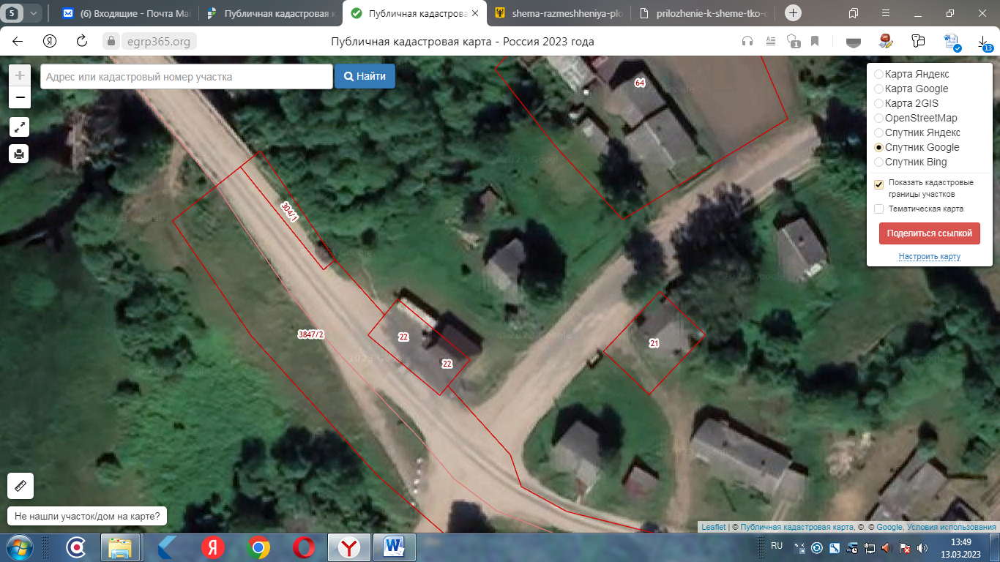 5
(6) Входящие - Почта Mai
Публичная кадастровая к
Публичная кадастрова
shema-razmeshheniya-plo
prilozhenie-k-sheme-tko-c
egrp365.org
Публичная кадастровая карта - Россия 2023 года
1
13
Адрес или кадастровый номер участка
Найти
Карта Яндекс
Карта Google
Карта 2GIS
OpenStreetMap
Спутник Яндекс
Спутник Google
Спутник Bing
Показать кадастровые
границы участков
Тематическая карта
Поделиться ссылкой
Настроить карту
64
304/1
3847/2
22
22
21
Не нашли участок/дом на карте?
Leaflet | © Публичная кадастровая карта, ©, © Google, Условия использования
RU
13:49
13.03.2023